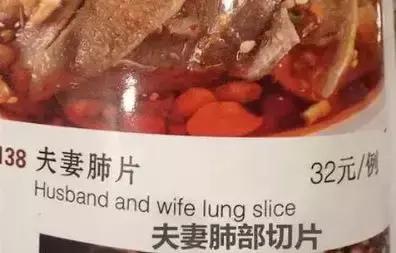 138 夫妻肺片 32元/例
Husband and wife lung slice
夫妻肺部切片